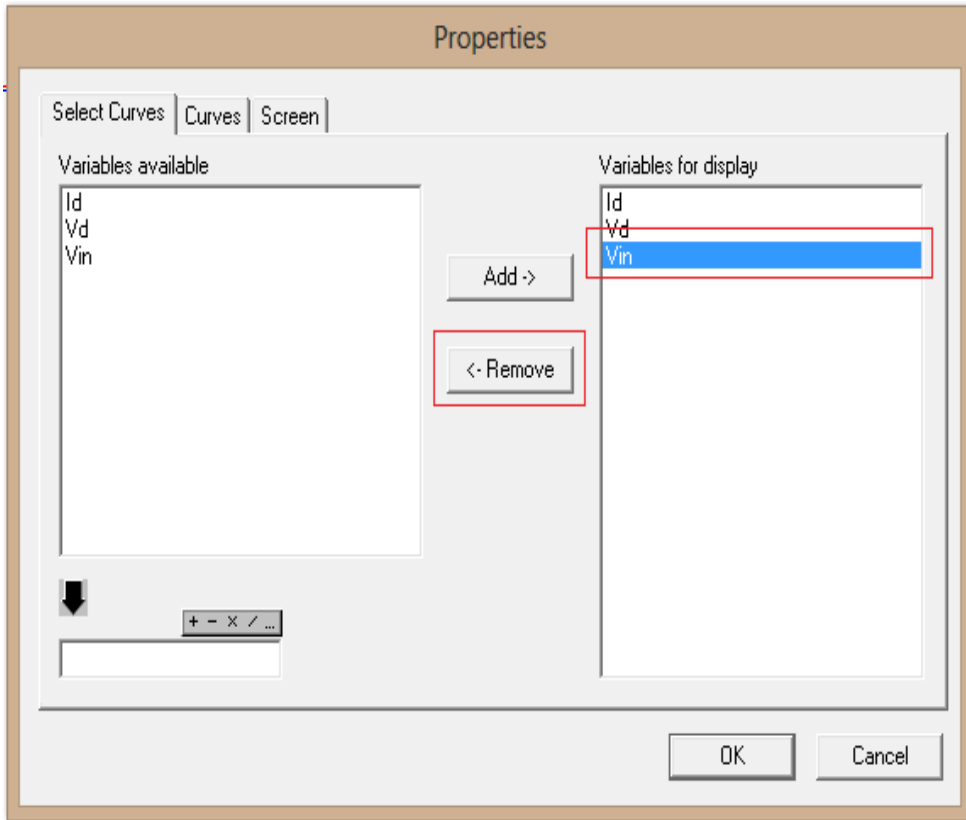 Properties
Select Curves Curves Screen
Variables available
Id
Vd
Vin
Add ->
<- Remove
Variables for display
Id
Vd
Vin
+ - × / ...
OK Cancel